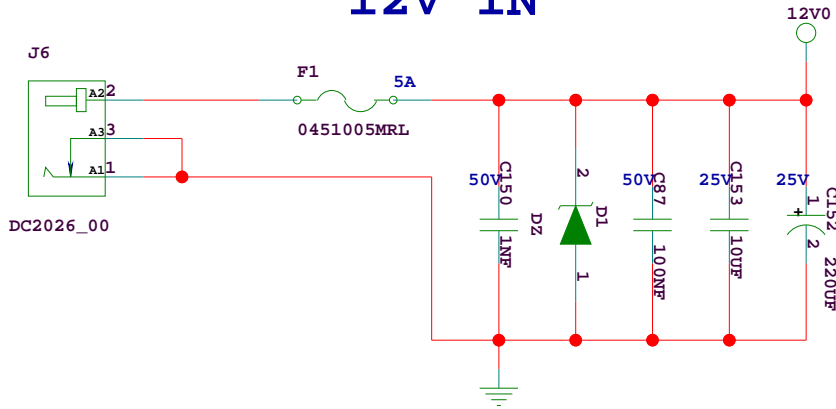 12V IN
12V0
J6
F1
5A
A2 2
A3 3
A1 1
0451005MRL
DC2026_00
50V
C150
1NF
DZ
2
D1
1
50V
C87
100NF
25V
C153
10UF
25V
C152
1
+
2
220UF